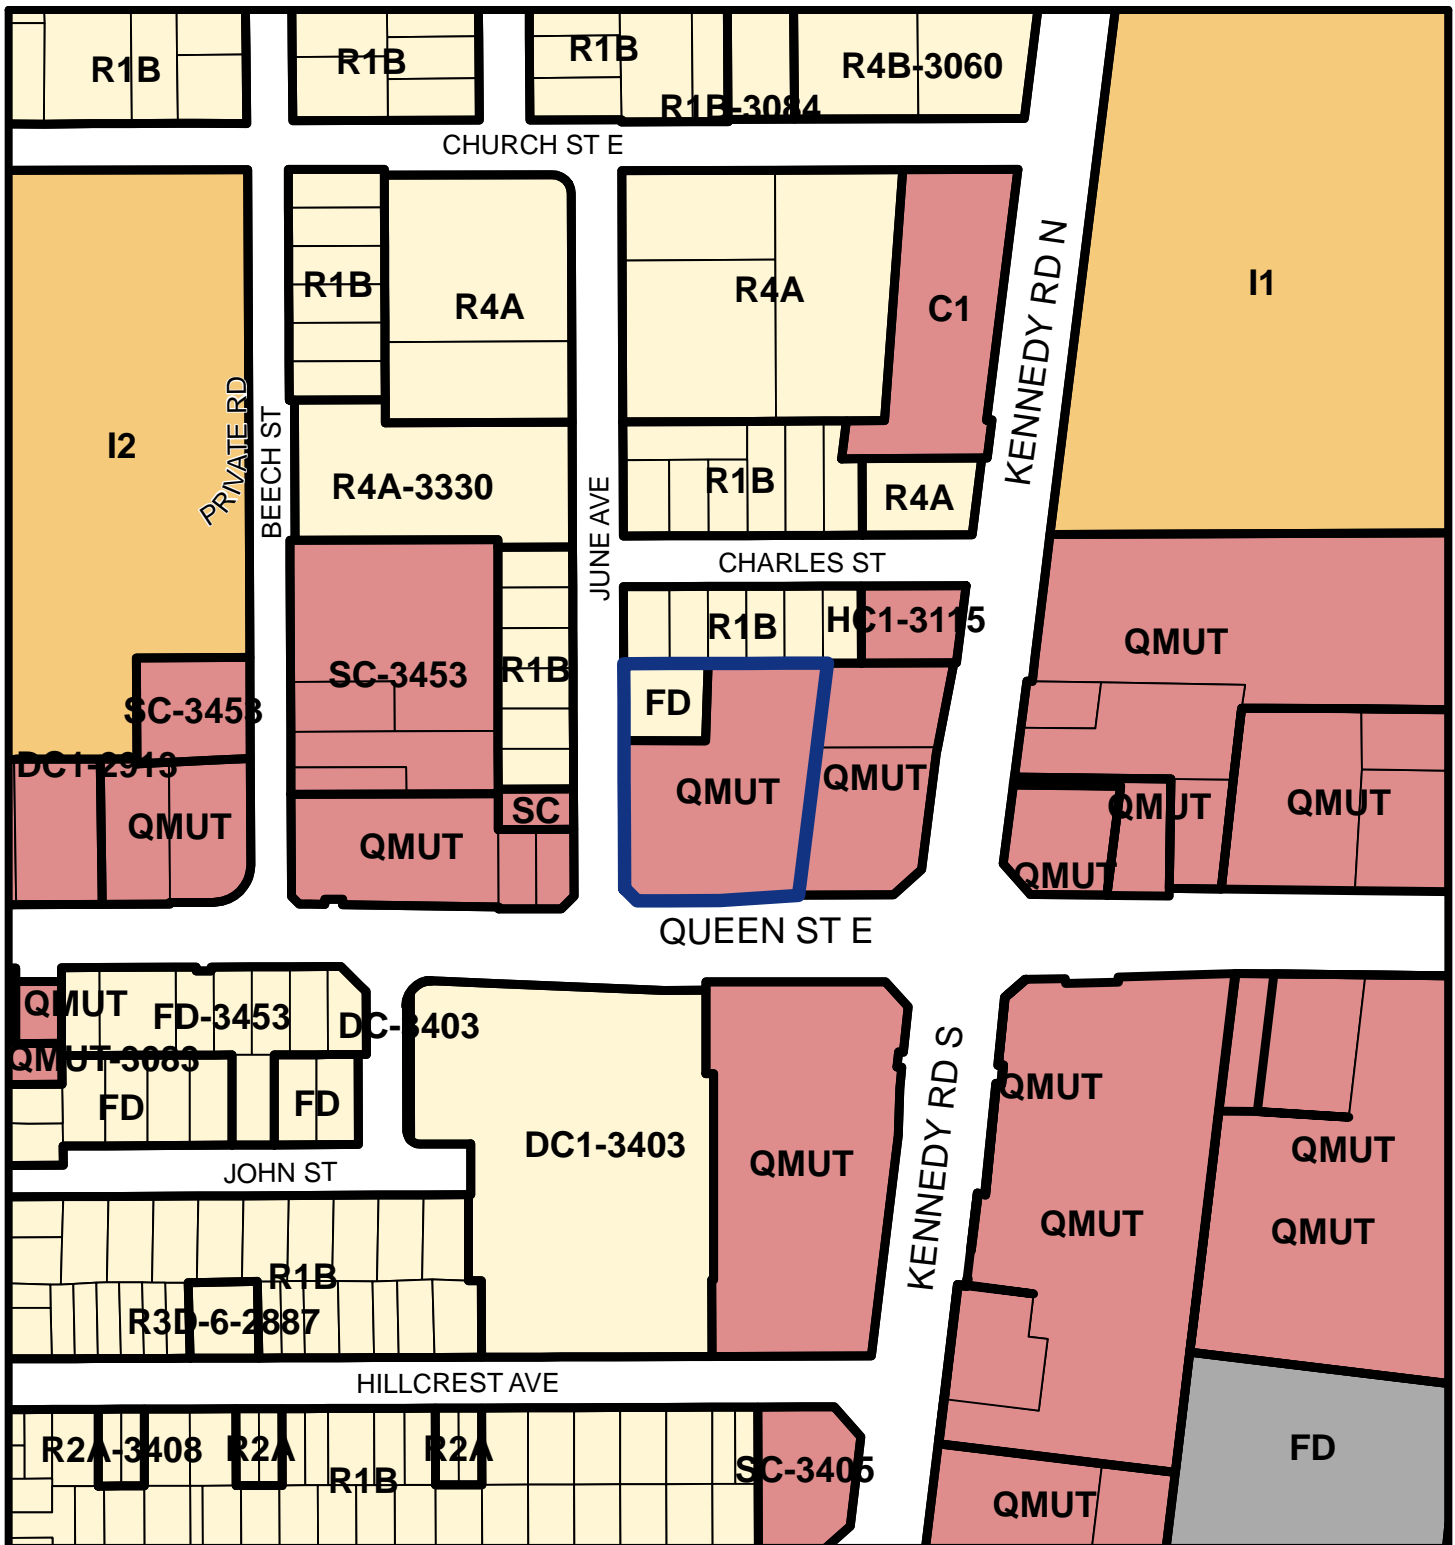 R1B
R1B
R1B
R4B-3060
R1B-3084
CHURCH ST E
R1B
R4A
R4A
C1
KENNEDY RD N
I1
I2
PRIVATE RD
BEECH ST
R4A-3330
JUNE AVE
R1B
R4A
CHARLES ST
SC-3453
R1B
R1B
HC1-3115
QMUT
SC-3453
FD
DC1-2913
QMUT
QMUT
SC
QMUT
QMUT
QMUT
QMUT
QMUT
QUEEN ST E
QMUT
FD-3453
DC-3403
QMUT-3083
FD
FD
KENNEDY RD S
QMUT
DC1-3403
QMUT
QMUT
JOHN ST
QMUT
QMUT
R1B
R3D-6-2887
HILLCREST AVE
R2A-3408
R2A
R2A
R1B
SC-3405
FD
QMUT